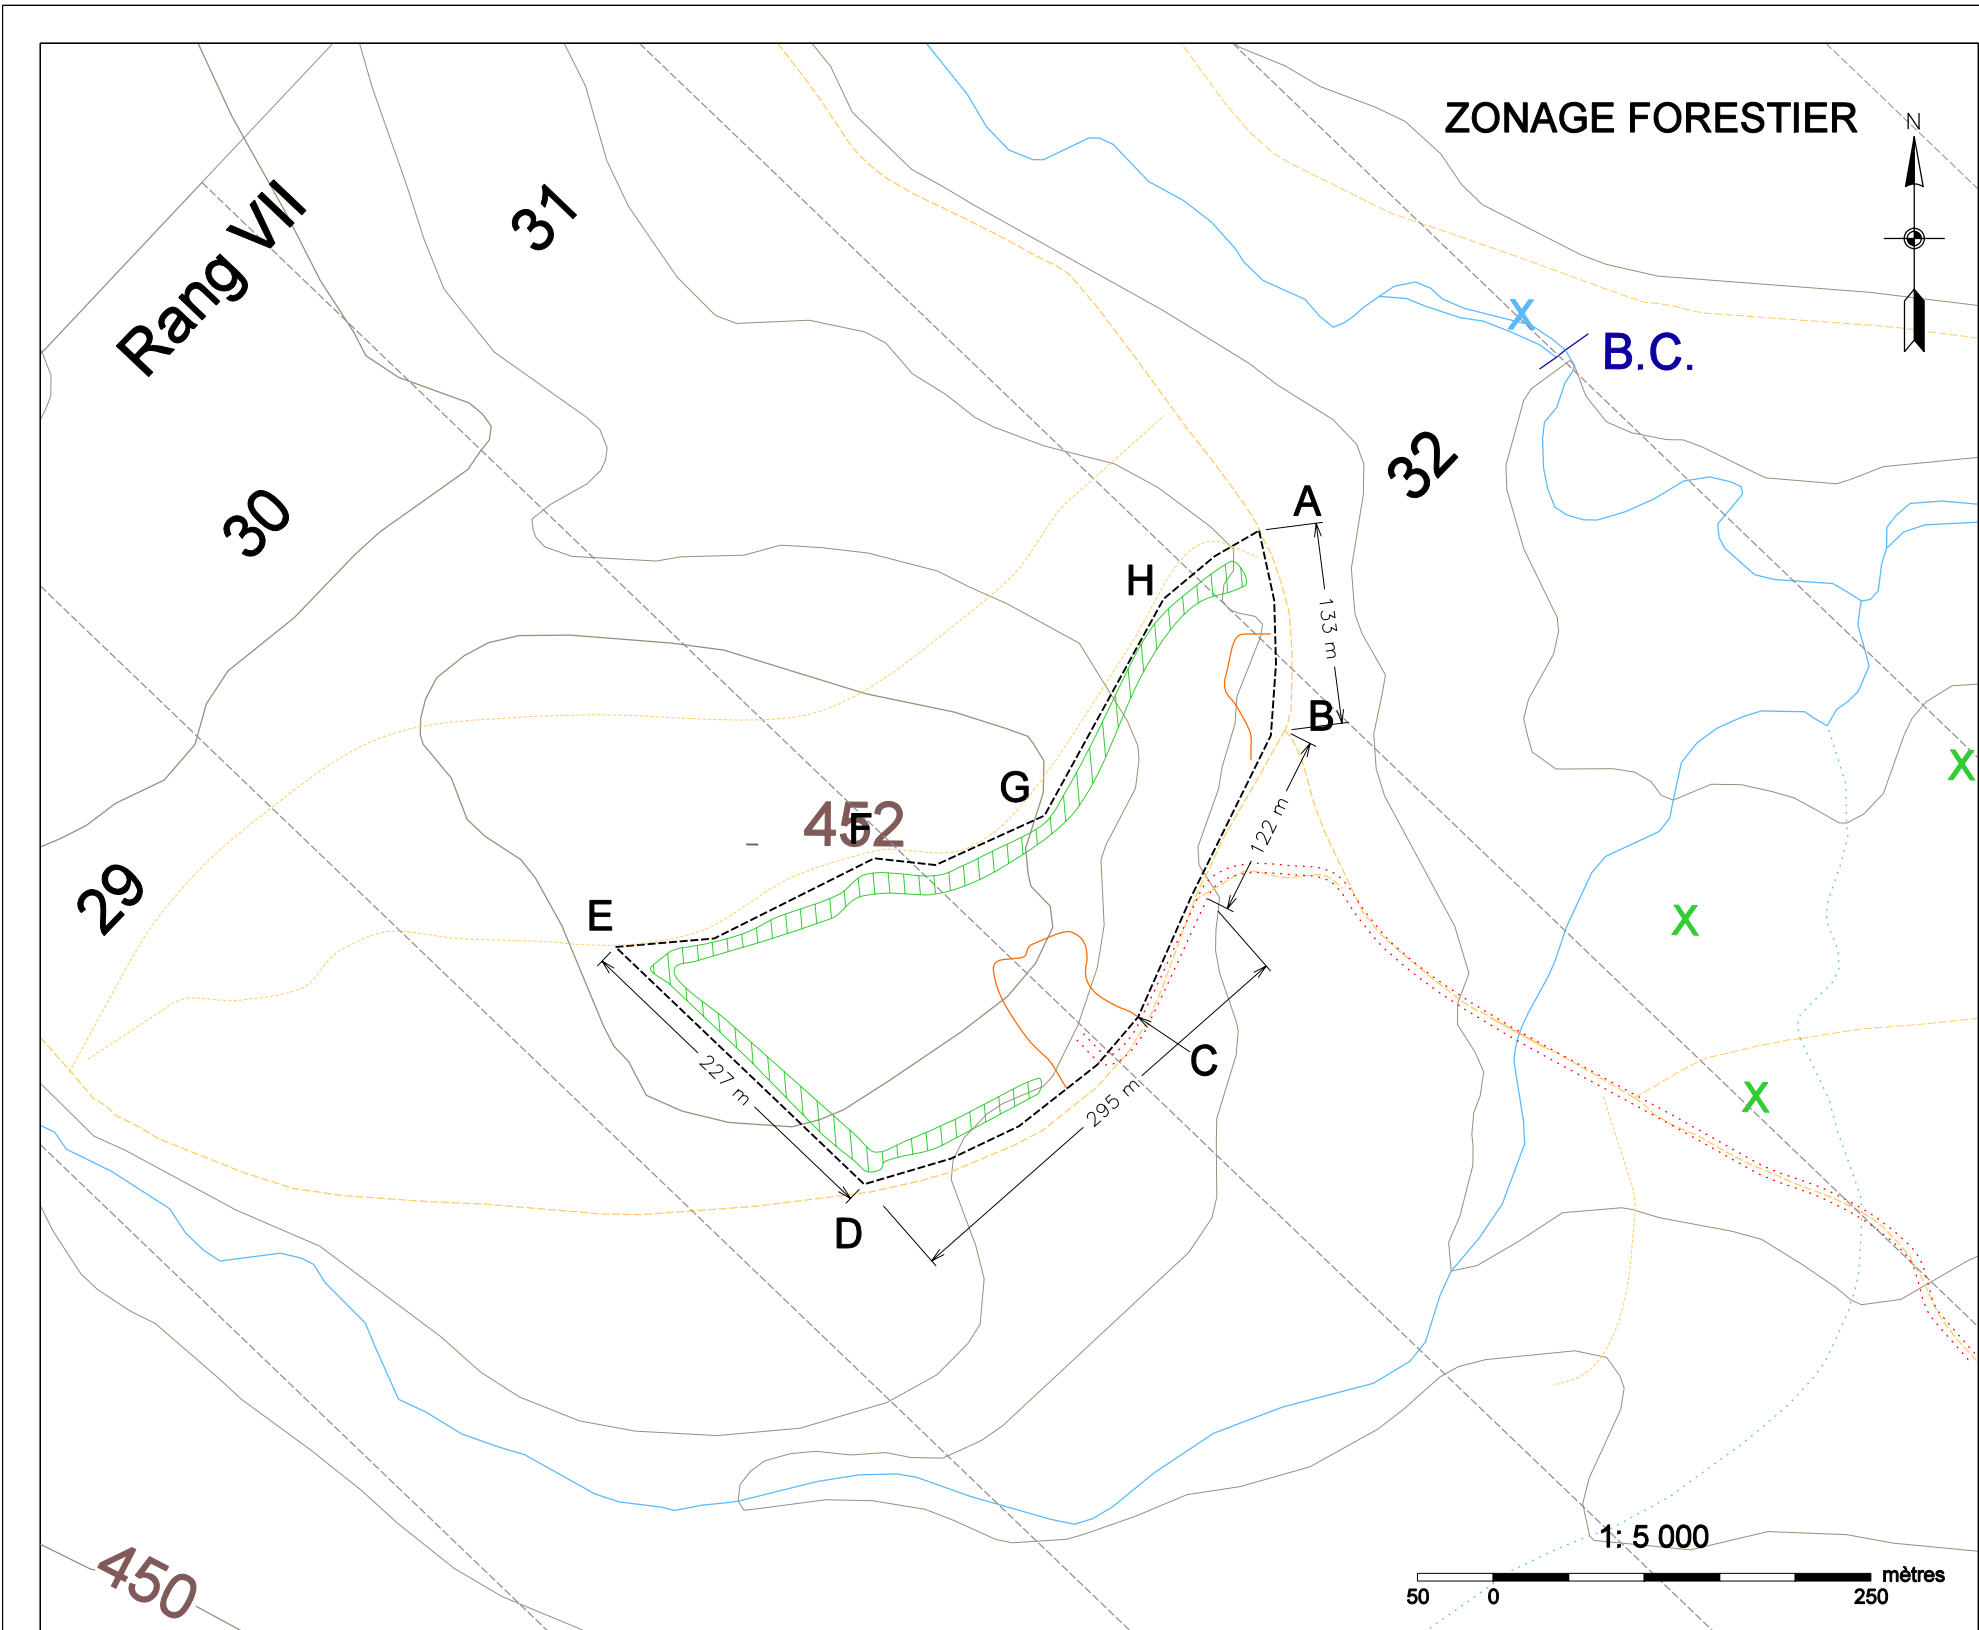 ZONAGE FORESTIER
N
Rang VIII
31
X
B.C.
30
32
A
H
133 m
B
X
G
452
F
122 m
29
E
X
C
227 m
295 m
X
D
1: 5 000
450
mètres
50 0 250